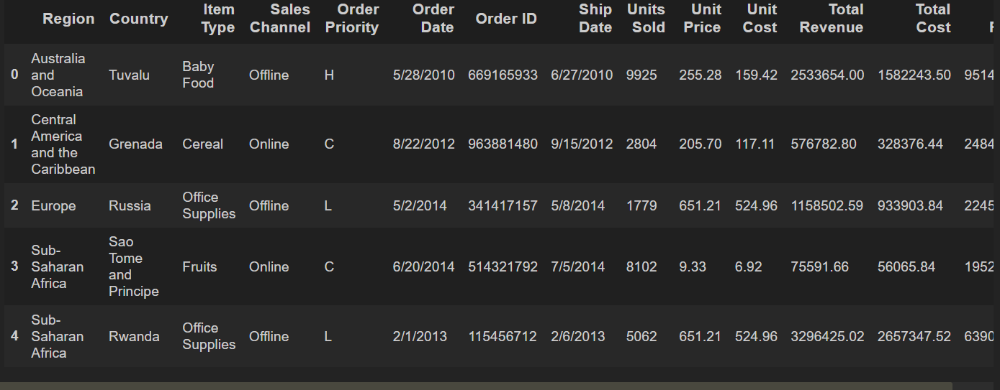 Region Country Item Type Sales Channel Order Priority Order Date Order ID Ship Date Units Sold Unit Price Unit Cost Total Revenue Total Cost
0 Australia and Oceania Tuvalu Baby Food Offline H 5/28/2010 669165933 6/27/2010 9925 255.28 159.42 2533654.00 1582243.50 9514
1 Central America and the Caribbean Grenada Cereal Online C 8/22/2012 963881480 9/15/2012 2804 205.70 117.11 576782.80 328376.44 2484
2 Europe Russia Office Supplies Offline L 5/2/2014 341417157 5/8/2014 1779 651.21 524.96 1158502.59 933903.84 2245
3 Sub-Saharan Africa Sao Tome and Principe Fruits Online C 6/20/2014 514321792 7/5/2014 8102 9.33 6.92 75591.66 56065.84 1952
4 Sub-Saharan Africa Rwanda Office Supplies Offline L 2/1/2013 115456712 2/6/2013 5062 651.21 524.96 3296425.02 2657347.52 6390